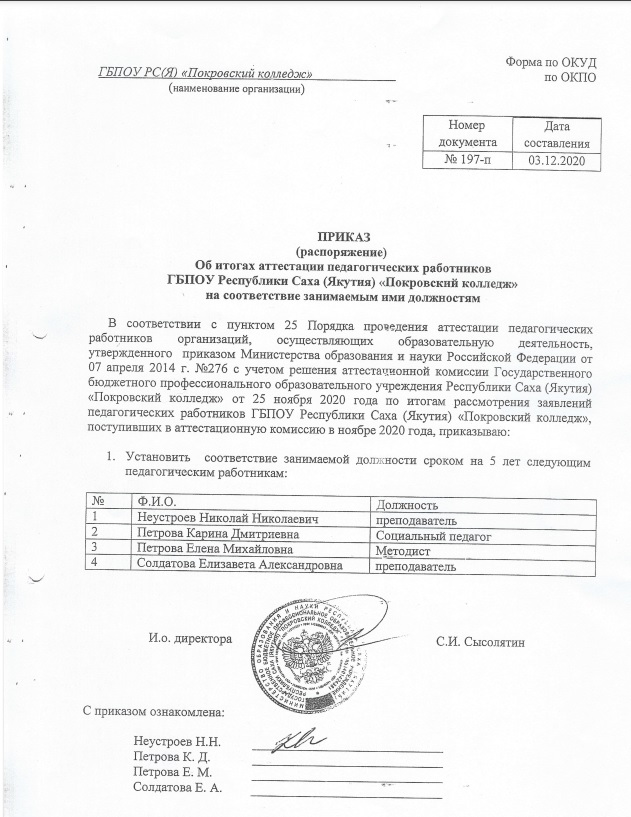 Форма по ОКУД
ГБПОУ РС(Я) «Покровский колледж»
по ОКПО
(наименование организации)
Номер документа Дата составления
№ 197-п 03.12.2020
ПРИКАЗ
(распоряжение)
Об итогах аттестации педагогических работников
ГБПОУ Республики Саха (Якутия) «Покровский колледж»
на соответствие занимаемым ими должностям
В соответствии с пунктом 25 Порядка проведения аттестации педагогических
работников организаций, осуществляющих образовательную деятельность,
утвержденного приказом Министерства образования и науки Российской Федерации от
07 апреля 2014 г. №276 с учетом решения аттестационной комиссии Государственного
бюджетного профессионального образовательного учреждения Республики Саха (Якутия)
«Покровский колледж» от 25 ноября 2020 года по итогам рассмотрения заявлений
педагогических работников ГБПОУ Республики Саха (Якутия) «Покровский колледж»,
поступивших в аттестационную комиссию в ноябре 2020 года, приказываю:
1. Установить соответствие занимаемой должности сроком на 5 лет следующим
педагогическим работникам:
№ Ф.И.О. Должность
1 Неустроев Николай Николаевич преподаватель
2 Петрова Карина Дмитриевна Социальный педагог
3 Петрова Елена Михайловна Методист
4 Солдатова Елизавета Александровна преподаватель
И.о. директора С.И. Сысолятин
С приказом ознакомлена:
Неустроев Н.Н.
Петрова К. Д.
Петрова Е. М.
Солдатова Е. А.